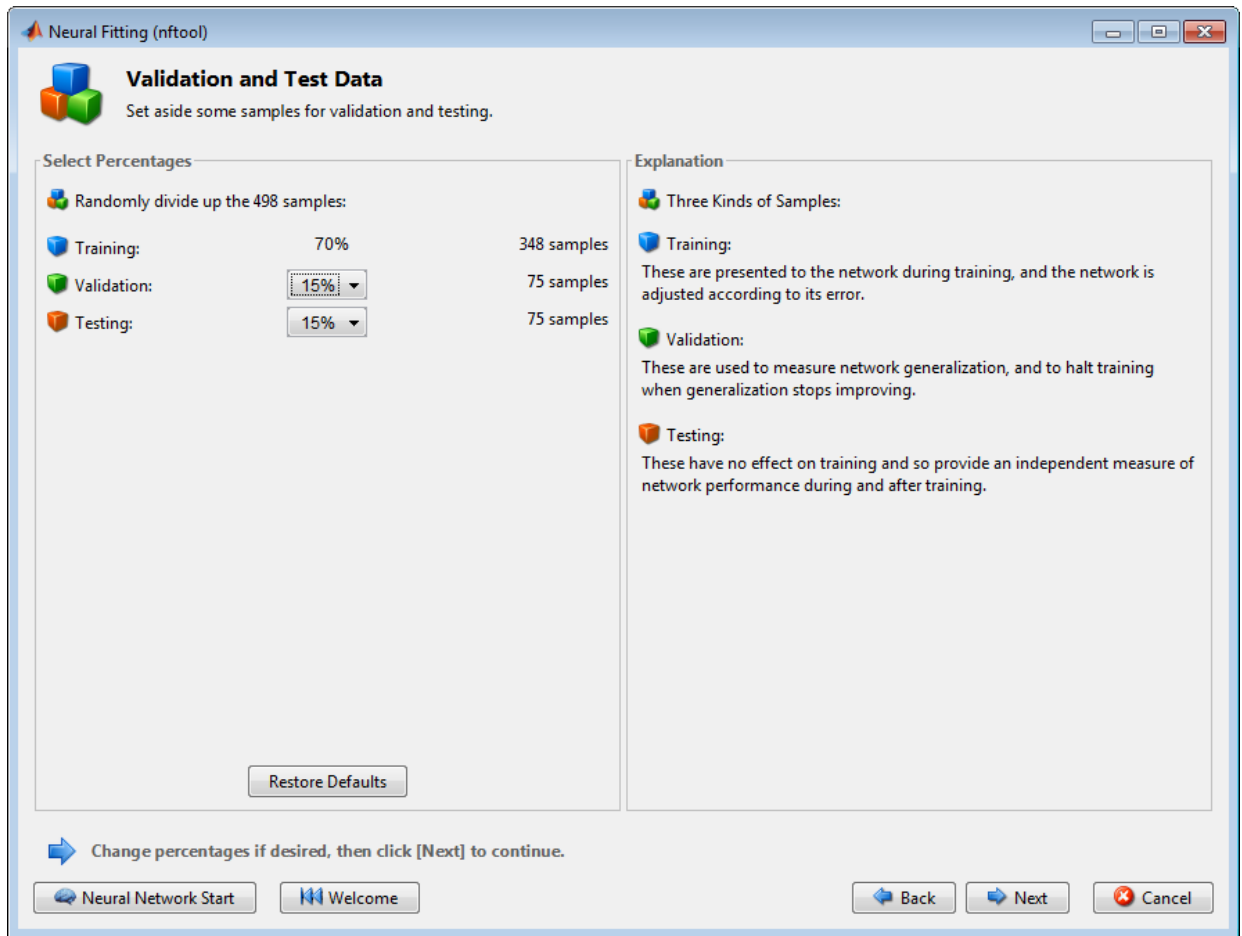 Neural Fitting (nftool)
Validation and Test Data
Set aside some samples for validation and testing.
Select Percentages
Randomly divide up the 498 samples:
Training: 70% 348 samples
Validation: 15% 75 samples
Testing: 15% 75 samples
Restore Defaults
Explanation
Three Kinds of Samples:
Training:
These are presented to the network during training, and the network is
adjusted according to its error.
Validation:
These are used to measure network generalization, and to halt training
when generalization stops improving.
Testing:
These have no effect on training and so provide an independent measure of
network performance during and after training.
Change percentages if desired, then click [Next] to continue.
Neural Network Start Welcome Back Next Cancel